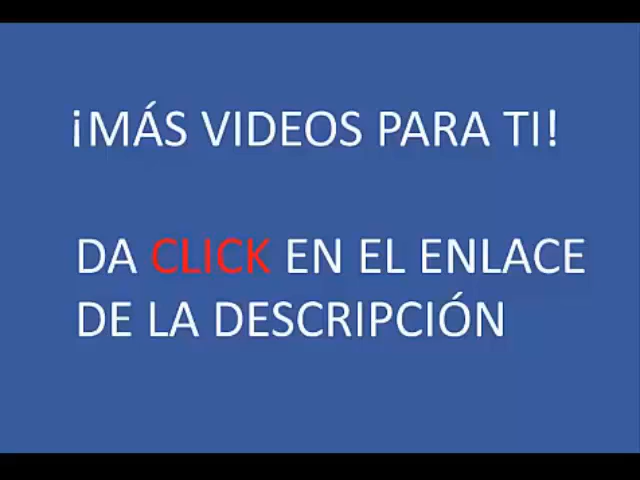 ¡MÁS VIDEOS PARA TI!
DA CLICK EN EL ENLACE
DE LA DESCRIPCIÓN